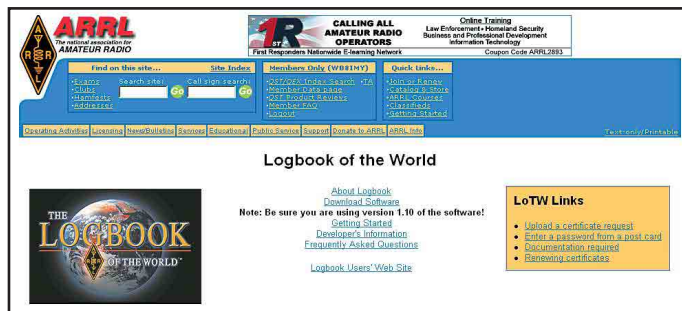 ARRL
The national association for
AMATEUR RADIO
1R
ST
CALLING ALL
AMATEUR RADIO
OPERATORS
First Responders Nationwide E-learning Network
Online Training
Law Enforcement • Homeland Security
Business and Professional Development
Information Technology
Coupon Code ARRL2893
Find on this site... Site Index
•Exams
•Clubs
•Hamfests
•Addresses
Search site:
Go
Call sign search:
Go
Members Only (WB8IMY)
•QST/QEX Index Search •TA
•Member Data page
•QST Product Reviews
•Member FAQ
•Logout
Quick Links...
•Join or Renew
•Catalog & Store
•ARRL Courses
•Classifieds
•Getting Started
Operating Activities Licensing News/Bulletins Services Educational Public Service Support Donate to ARRL ARRL Info
Text-only/Printable
Logbook of the World
THE
LOGBOOK
OF THE WORLD™
About Logbook
Download Software
Note: Be sure you are using version 1.10 of the software!
Getting Started
Developer's Information
Frequently Asked Questions
Logbook Users' Web Site
LoTW Links
• Upload a certificate request
• Enter a password from a post card
• Documentation required
• Renewing certificates